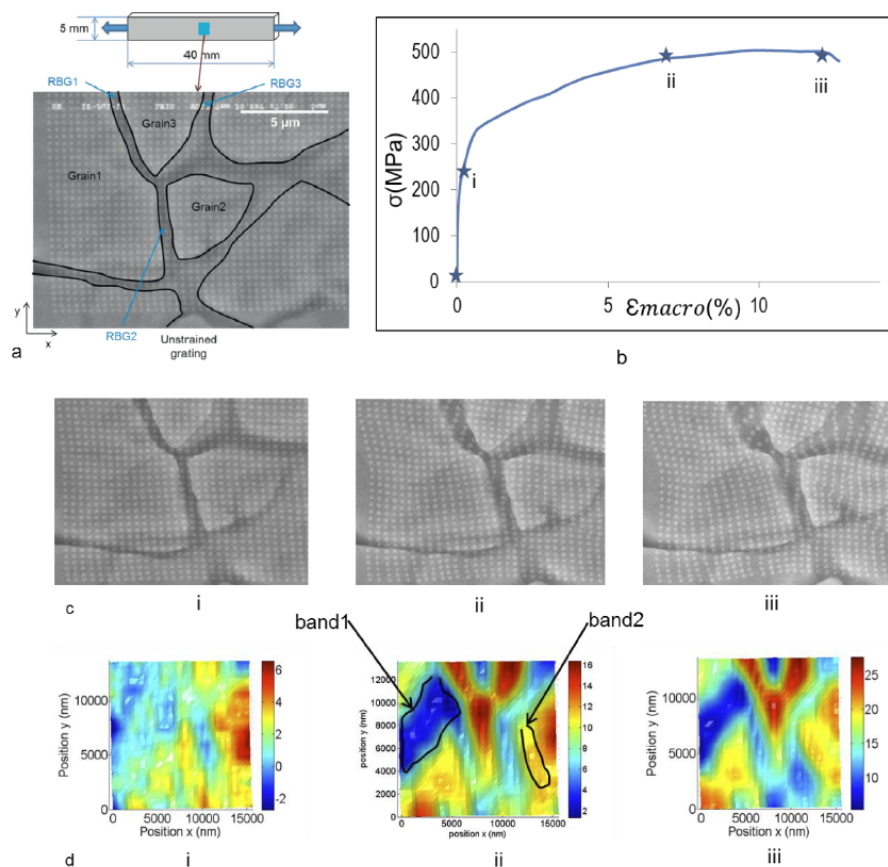 5 mm
40 mm
RBG1
RBG3
Grain3
5 µm
Grain1
Grain2
y
x
RBG2
Unstrained
grating
a
500
400
300
200
100
0
σ(MPa)
i
ii
iii
0
5
10
εmacro(%)
b
c
i
ii
iii
band1
band2
Position y (nm)
10000
5000
0
0
5000
10000
15000
Position x (nm)
6
5
4
3
2
1
0
-1
-2
i
position y (nm)
12000
10000
8000
6000
4000
2000
0
0
5000
10000
15000
position x (nm)
16
14
12
10
8
6
4
2
ii
Position y (nm)
10000
5000
0
0
5000
10000
15000
Position x (nm)
25
20
15
10
iii
d